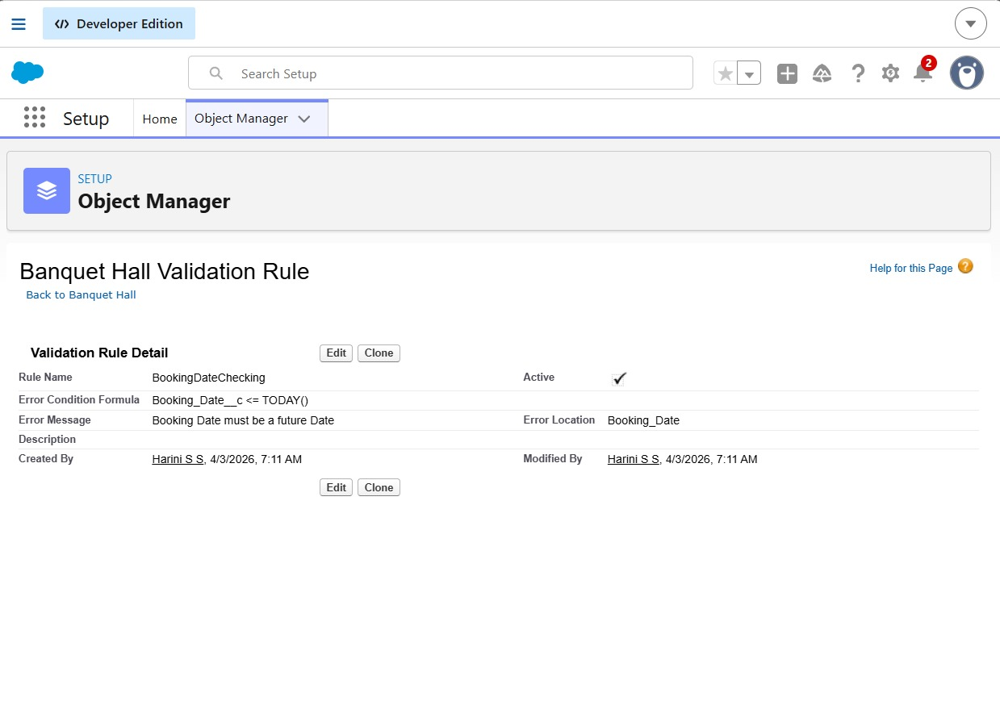 </> Developer Edition
Search Setup
2
Setup
Home
Object Manager
SETUP
Object Manager
Banquet Hall Validation Rule
Help for this Page ?
Back to Banquet Hall
Validation Rule Detail
Edit Clone
Rule Name BookingDateChecking Active
Error Condition Formula Booking_Date__c <= TODAY()
Error Message Booking Date must be a future Date Error Location Booking_Date
Description
Created By Harini S S, 4/3/2026, 7:11 AM Modified By Harini S S, 4/3/2026, 7:11 AM
Edit Clone